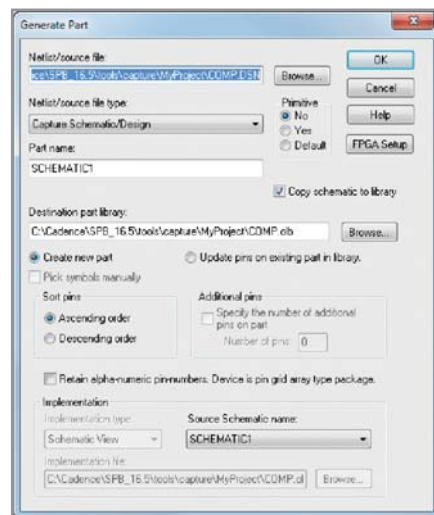 Generate Part
Netlist/source file:
ice\SPB_16.5\tools\capture\MyProject\COMP.DSN
Browse...
OK
Cancel
Netlist/source file type:
Capture Schematic/Design
Primitive
No
Yes
Default
Help
FPGA Setup
Part name:
SCHEMATIC1
Copy schematic to library
Destination part library:
C:\Cadence\SPB_16.5\tools\capture\MyProject\COMP.olb
Browse...
Create new part
Update pins on existing part in library.
Pick symbols manually
Sort pins
Ascending order
Descending order
Additional pins
Specify the number of additional
pins on part
Number of pins:
0
Retain alpha-numeric pin-numbers. Device is pin grid array type package.
Implementation
Implementation type:
Schematic View
Source Schematic name:
SCHEMATIC1
Implementation file:
C:\Cadence\SPB_16.5\tools\capture\MyProject\COMP.ol
Browse...